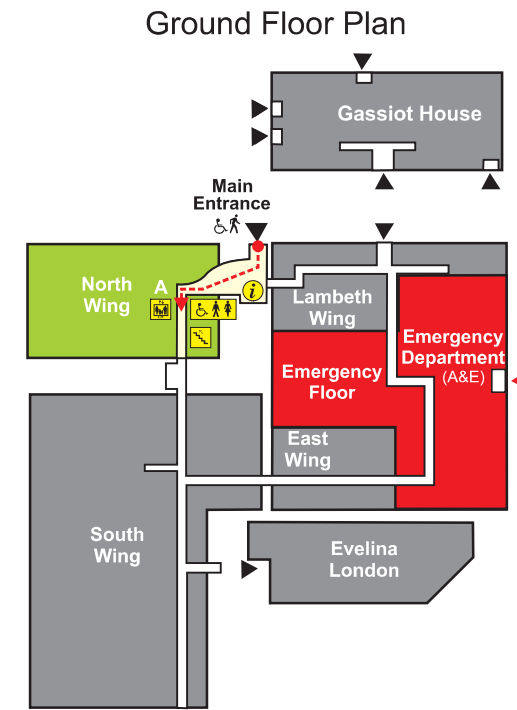 Ground Floor Plan
Gassiot House
Main
Entrance
North
Wing
A
i
Lambeth
Wing
Emergency
Department
(A&E)
Emergency
Floor
East
Wing
South
Wing
Evelina
London